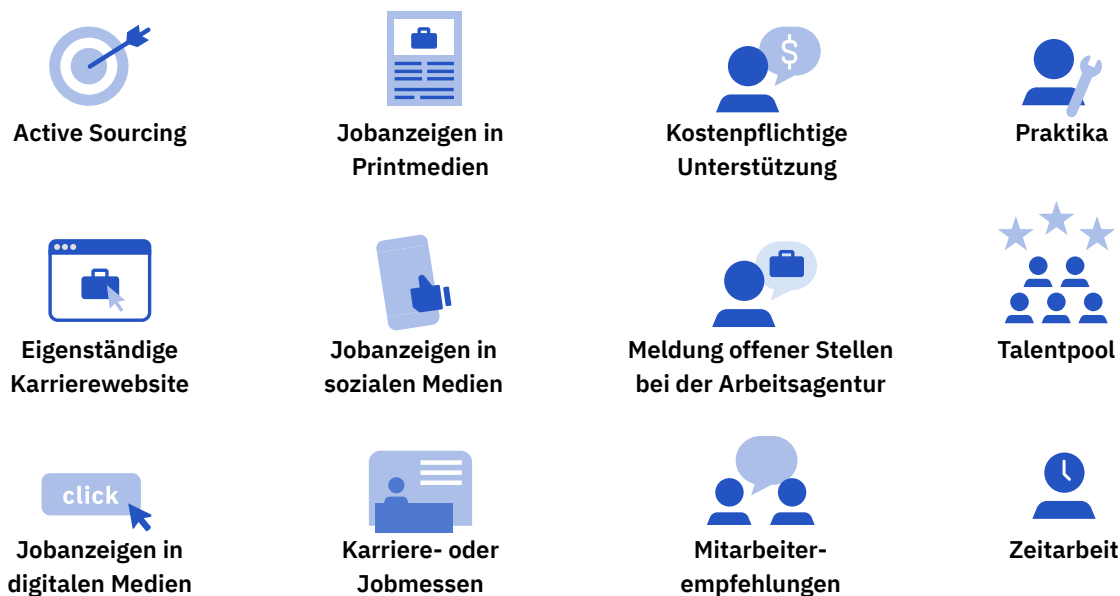 Active Sourcing
Jobanzeigen in
Printmedien
$
Kostenpflichtige
Unterstützung
Praktika
Eigenständige
Karrierewebsite
Jobanzeigen in
sozialen Medien
Meldung offener Stellen
bei der Arbeitsagentur
Talentpool
click
Jobanzeigen in
digitalen Medien
Karriere- oder
Jobmessen
Mitarbeiter-
empfehlungen
Zeitarbeit